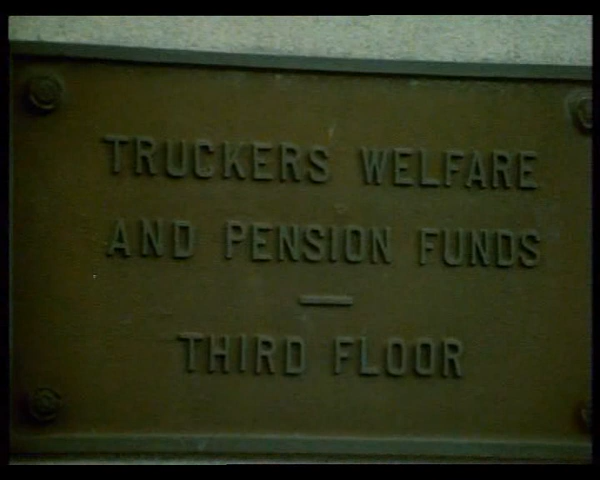 TRUCKERS WELFARE
AND PENSION FUNDS
—
THIRD FLOOR